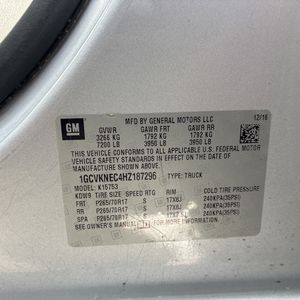 GM
MFD BY GENERAL MOTORS LLC 12/16
GVWR GAWR FRT GAWR RR
3266 KG 1792 KG 1792 KG
7200 LB 3950 LB 3950 LB
THIS VEHICLE CONFORMS TO ALL APPLICABLE U.S. FEDERAL MOTOR
VEHICLE SAFETY STANDARDS IN EFFECT ON THE DATE OF
MANUFACTURE SHOWN ABOVE.
1GCVKNEC4HZ187296 TYPE: TRUCK
MODEL: K15753
KDW9 TIRE SIZE SPEED RTG RIM COLD TIRE PRESSURE
FRT P265/70R17 S 17X8J 240KPA(35PSI)
RR P265/70R17 S 17X8J 240KPA(35PSI)
SPA P265/70R17 S 240KPA(35PSI)
SEE OWNER'S MANUAL FOR MORE INFORMATION.